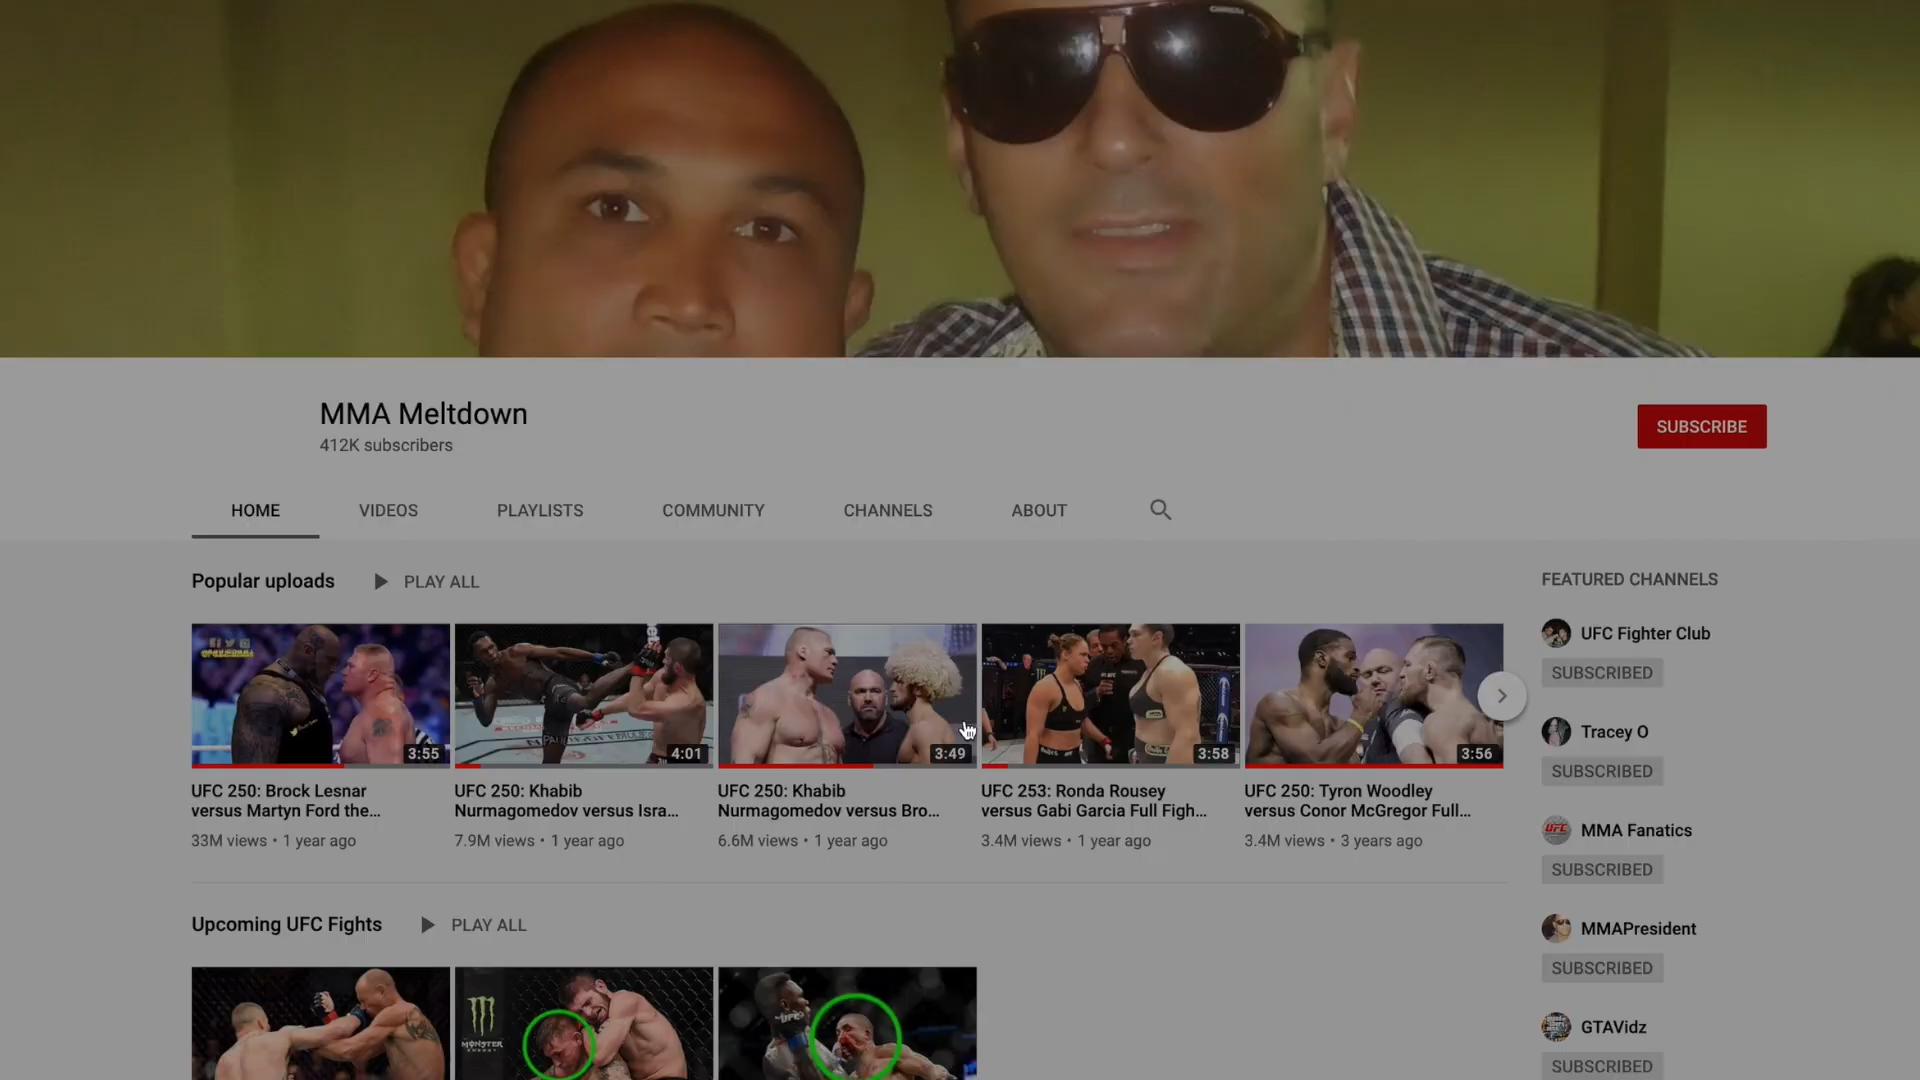 CARRERA
MMA Meltdown
412K subscribers
SUBSCRIBE
HOME
VIDEOS
PLAYLISTS
COMMUNITY
CHANNELS
ABOUT
Popular uploads
PLAY ALL
3:55
4:01
3:49
3:58
3:56
UFC 250: Brock Lesnar
versus Martyn Ford the...
33M views • 1 year ago
UFC 250: Khabib
Nurmagomedov versus Isra...
7.9M views • 1 year ago
UFC 250: Khabib
Nurmagomedov versus Bro...
6.6M views • 1 year ago
UFC 253: Ronda Rousey
versus Gabi Garcia Full Figh...
3.4M views • 1 year ago
UFC 250: Tyron Woodley
versus Conor McGregor Full...
3.4M views • 3 years ago
Upcoming UFC Fights
PLAY ALL
MONSTER
ENERGY
UFC
FEATURED CHANNELS
UFC Fighter Club
SUBSCRIBED
Tracey O
SUBSCRIBED
UFC
MMA Fanatics
SUBSCRIBED
MMAPresident
SUBSCRIBED
GTAVidz
SUBSCRIBED